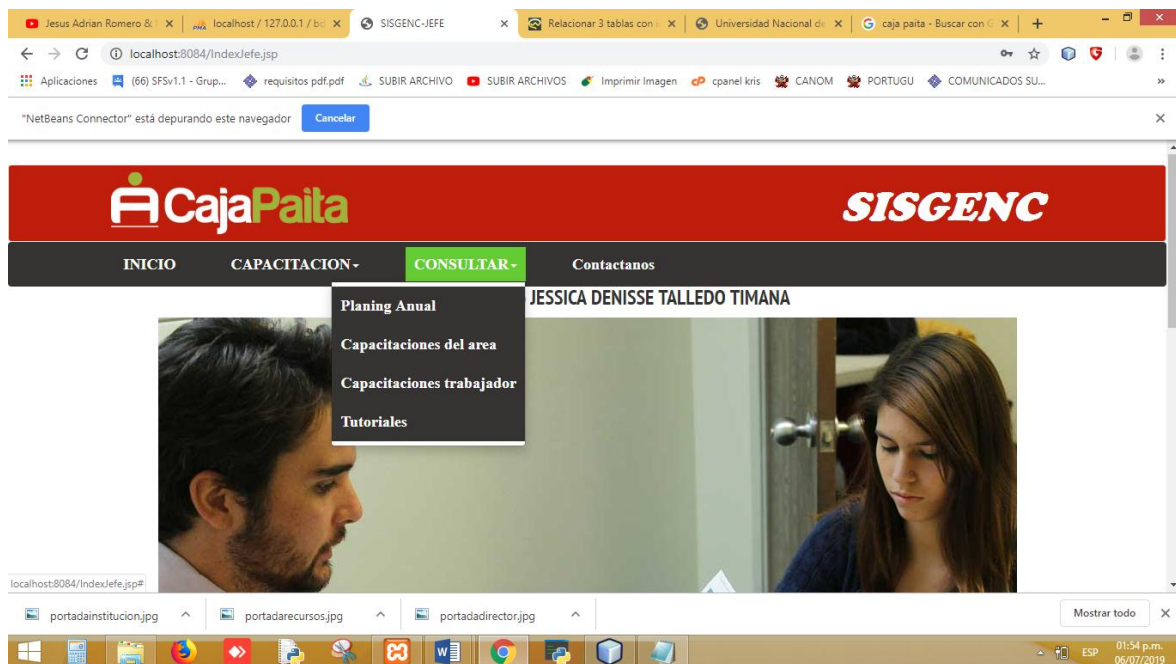 Jesus Adrian Romero &
localhost / 127.0.0.1 / bd
SISGENC-JEFE
Relacionar 3 tablas con
Universidad Nacional de
caja paita - Buscar con G
localhost:8084/IndexJefe.jsp
Aplicaciones (66) SFSv1.1 - Grup... requisitos pdf.pdf SUBIR ARCHIVO SUBIR ARCHIVOS Imprimir Imagen cpanel kris CANOM PORTUGU COMUNICADOS SU...
"NetBeans Connector" está depurando este navegador Cancelar
CajaPaita SISGENC
INICIO CAPACITACION CONSULTAR Contactanos
JESSICA DENISSE TALLEDO TIMANA
Planing Anual
Capacitaciones del area
Capacitaciones trabajador
Tutoriales
localhost:8084/IndexJefe.jsp#
portadainstitucion.jpg portadarecursos.jpg portadadirector.jpg Mostrar todo
ESP 01:54 p.m.
06/07/2019